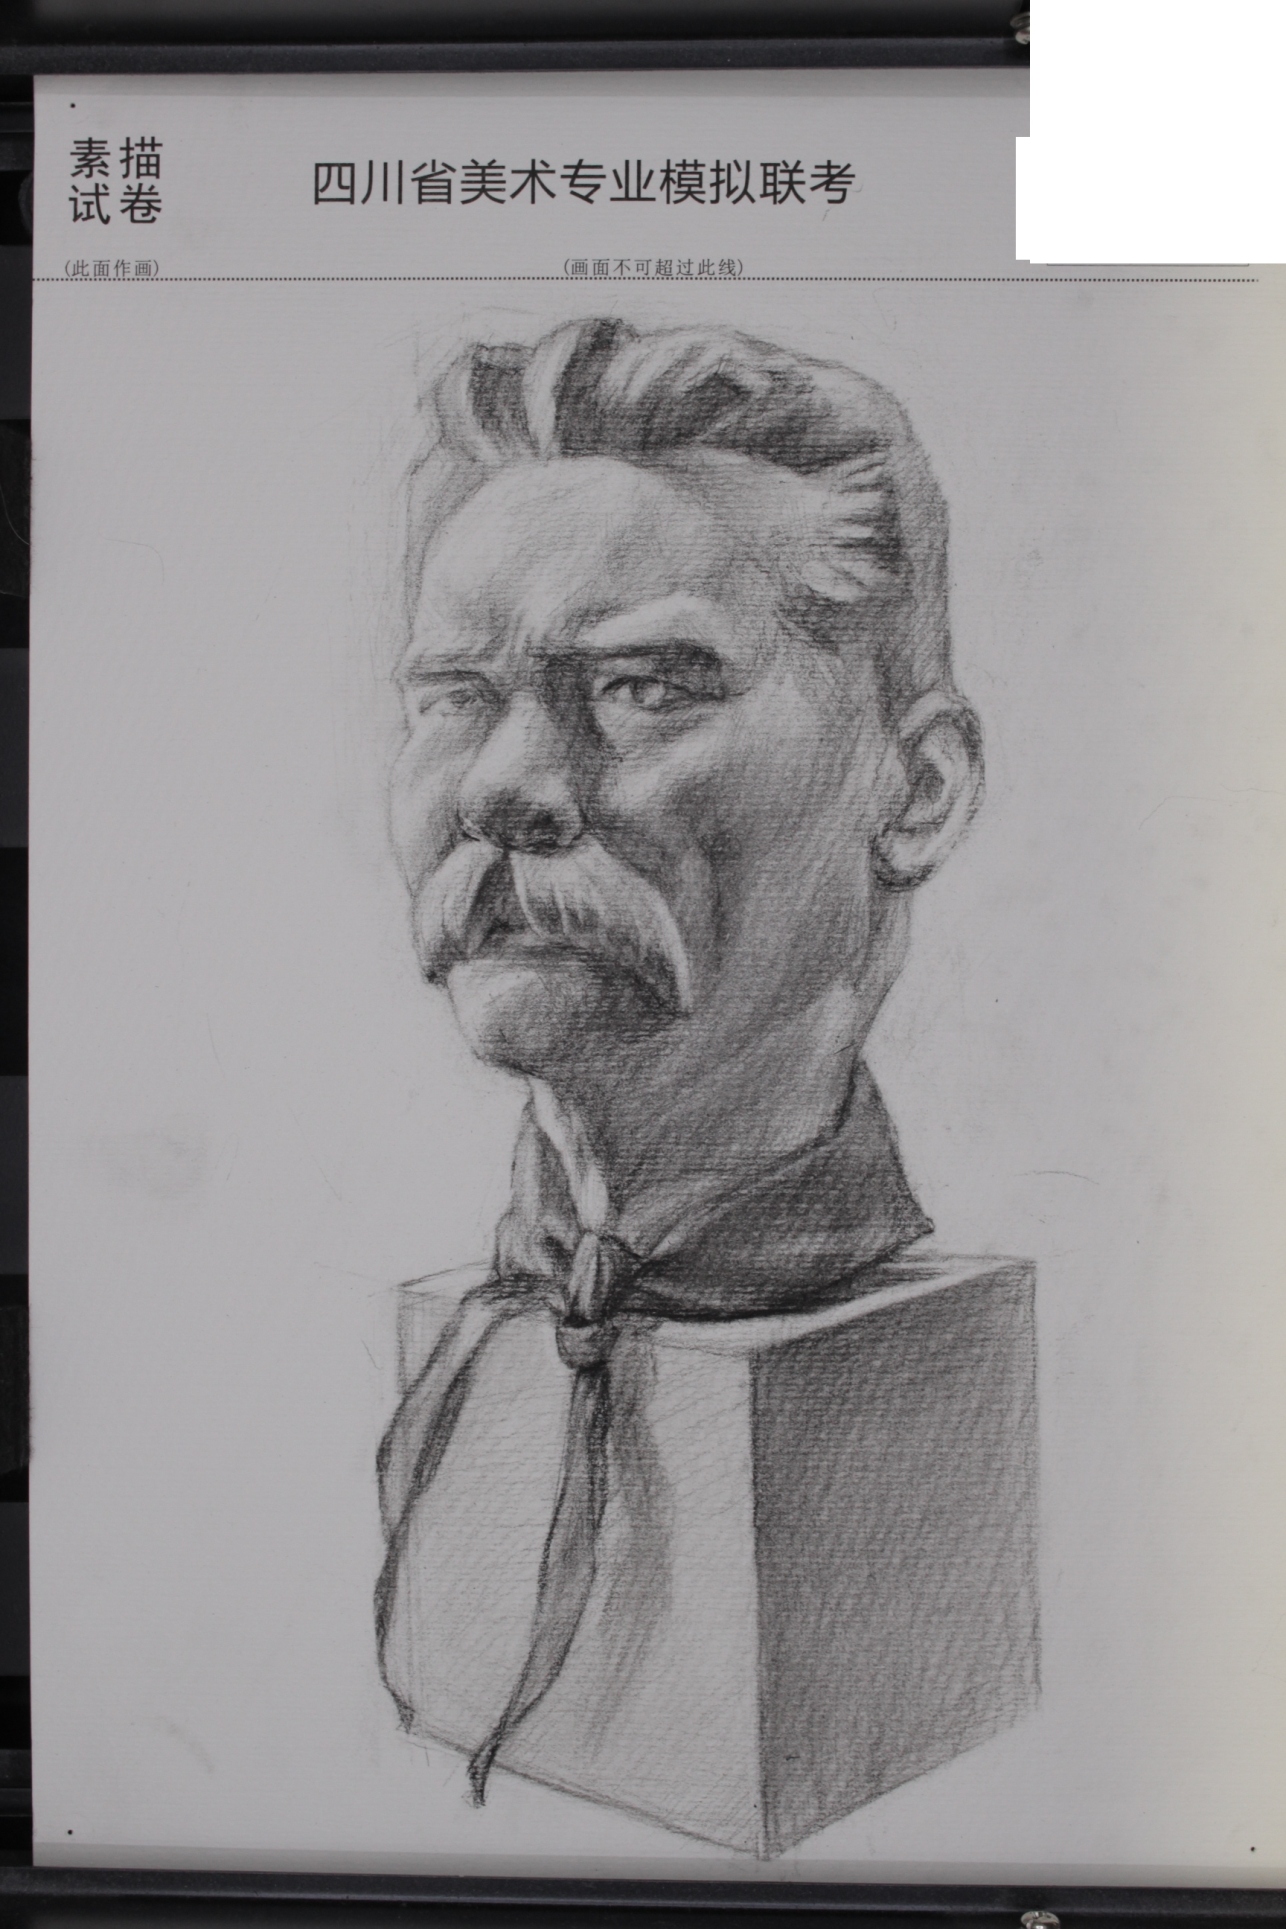 素描
试卷
四川省美术专业模拟联考
(此面作画)
(画面不可超过此线)